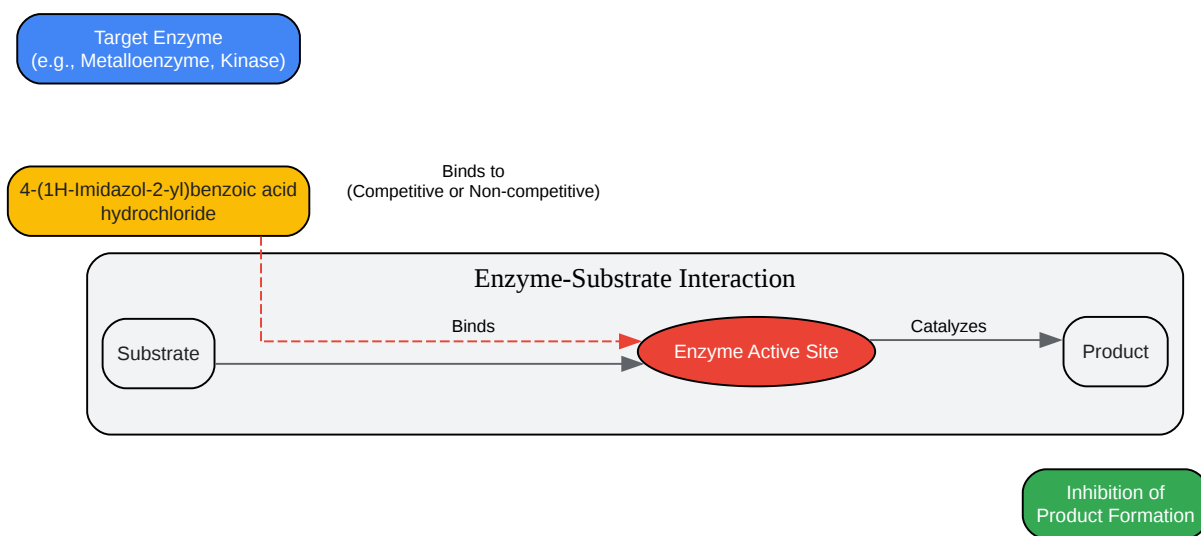 Target Enzyme
(e.g., Metalloenzyme, Kinase)
4-(1H-Imidazol-2-yl)benzoic acid
hydrochloride
Binds to
(Competitive or Non-competitive)
Enzyme-Substrate Interaction
Substrate
Binds
Enzyme Active Site
Catalyzes
Product
Inhibition of
Product Formation